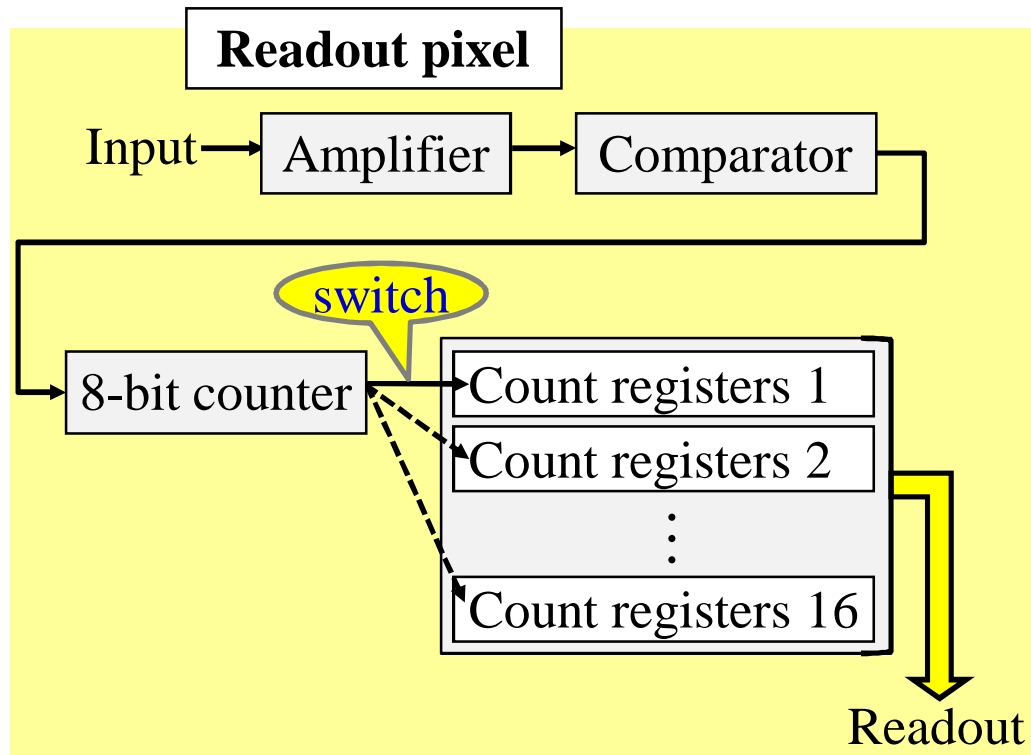 Readout pixel
Input
Amplifier
Comparator
switch
8-bit counter
Count registers 1
Count registers 2
⋮
Count registers 16
Readout